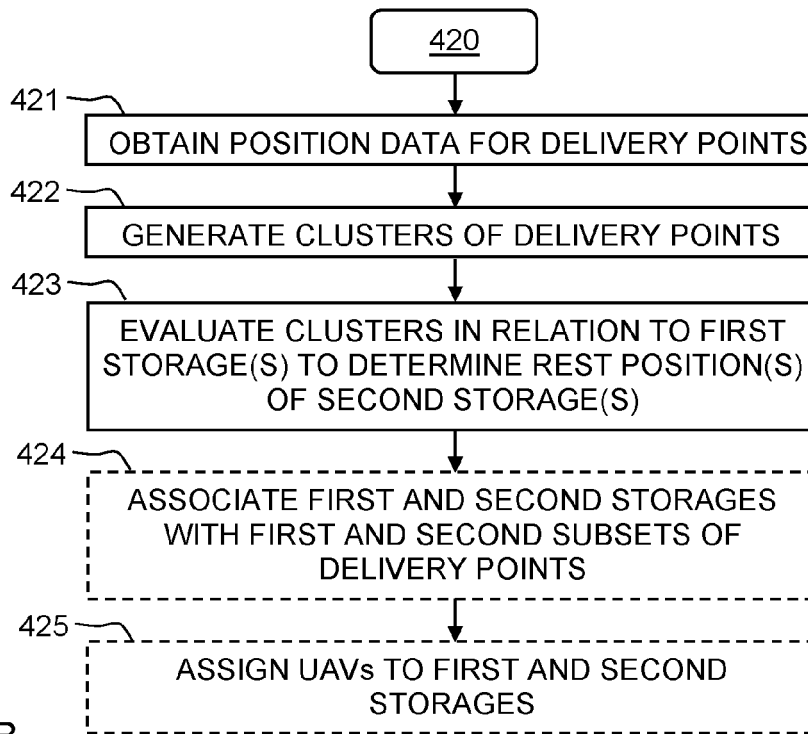 420
421
OBTAIN POSITION DATA FOR DELIVERY POINTS
422
GENERATE CLUSTERS OF DELIVERY POINTS
423
EVALUATE CLUSTERS IN RELATION TO FIRST
STORAGE(S) TO DETERMINE REST POSITION(S)
OF SECOND STORAGE(S)
424
ASSOCIATE FIRST AND SECOND STORAGES
WITH FIRST AND SECOND SUBSETS OF
DELIVERY POINTS
425
ASSIGN UAVs TO FIRST AND SECOND
STORAGES